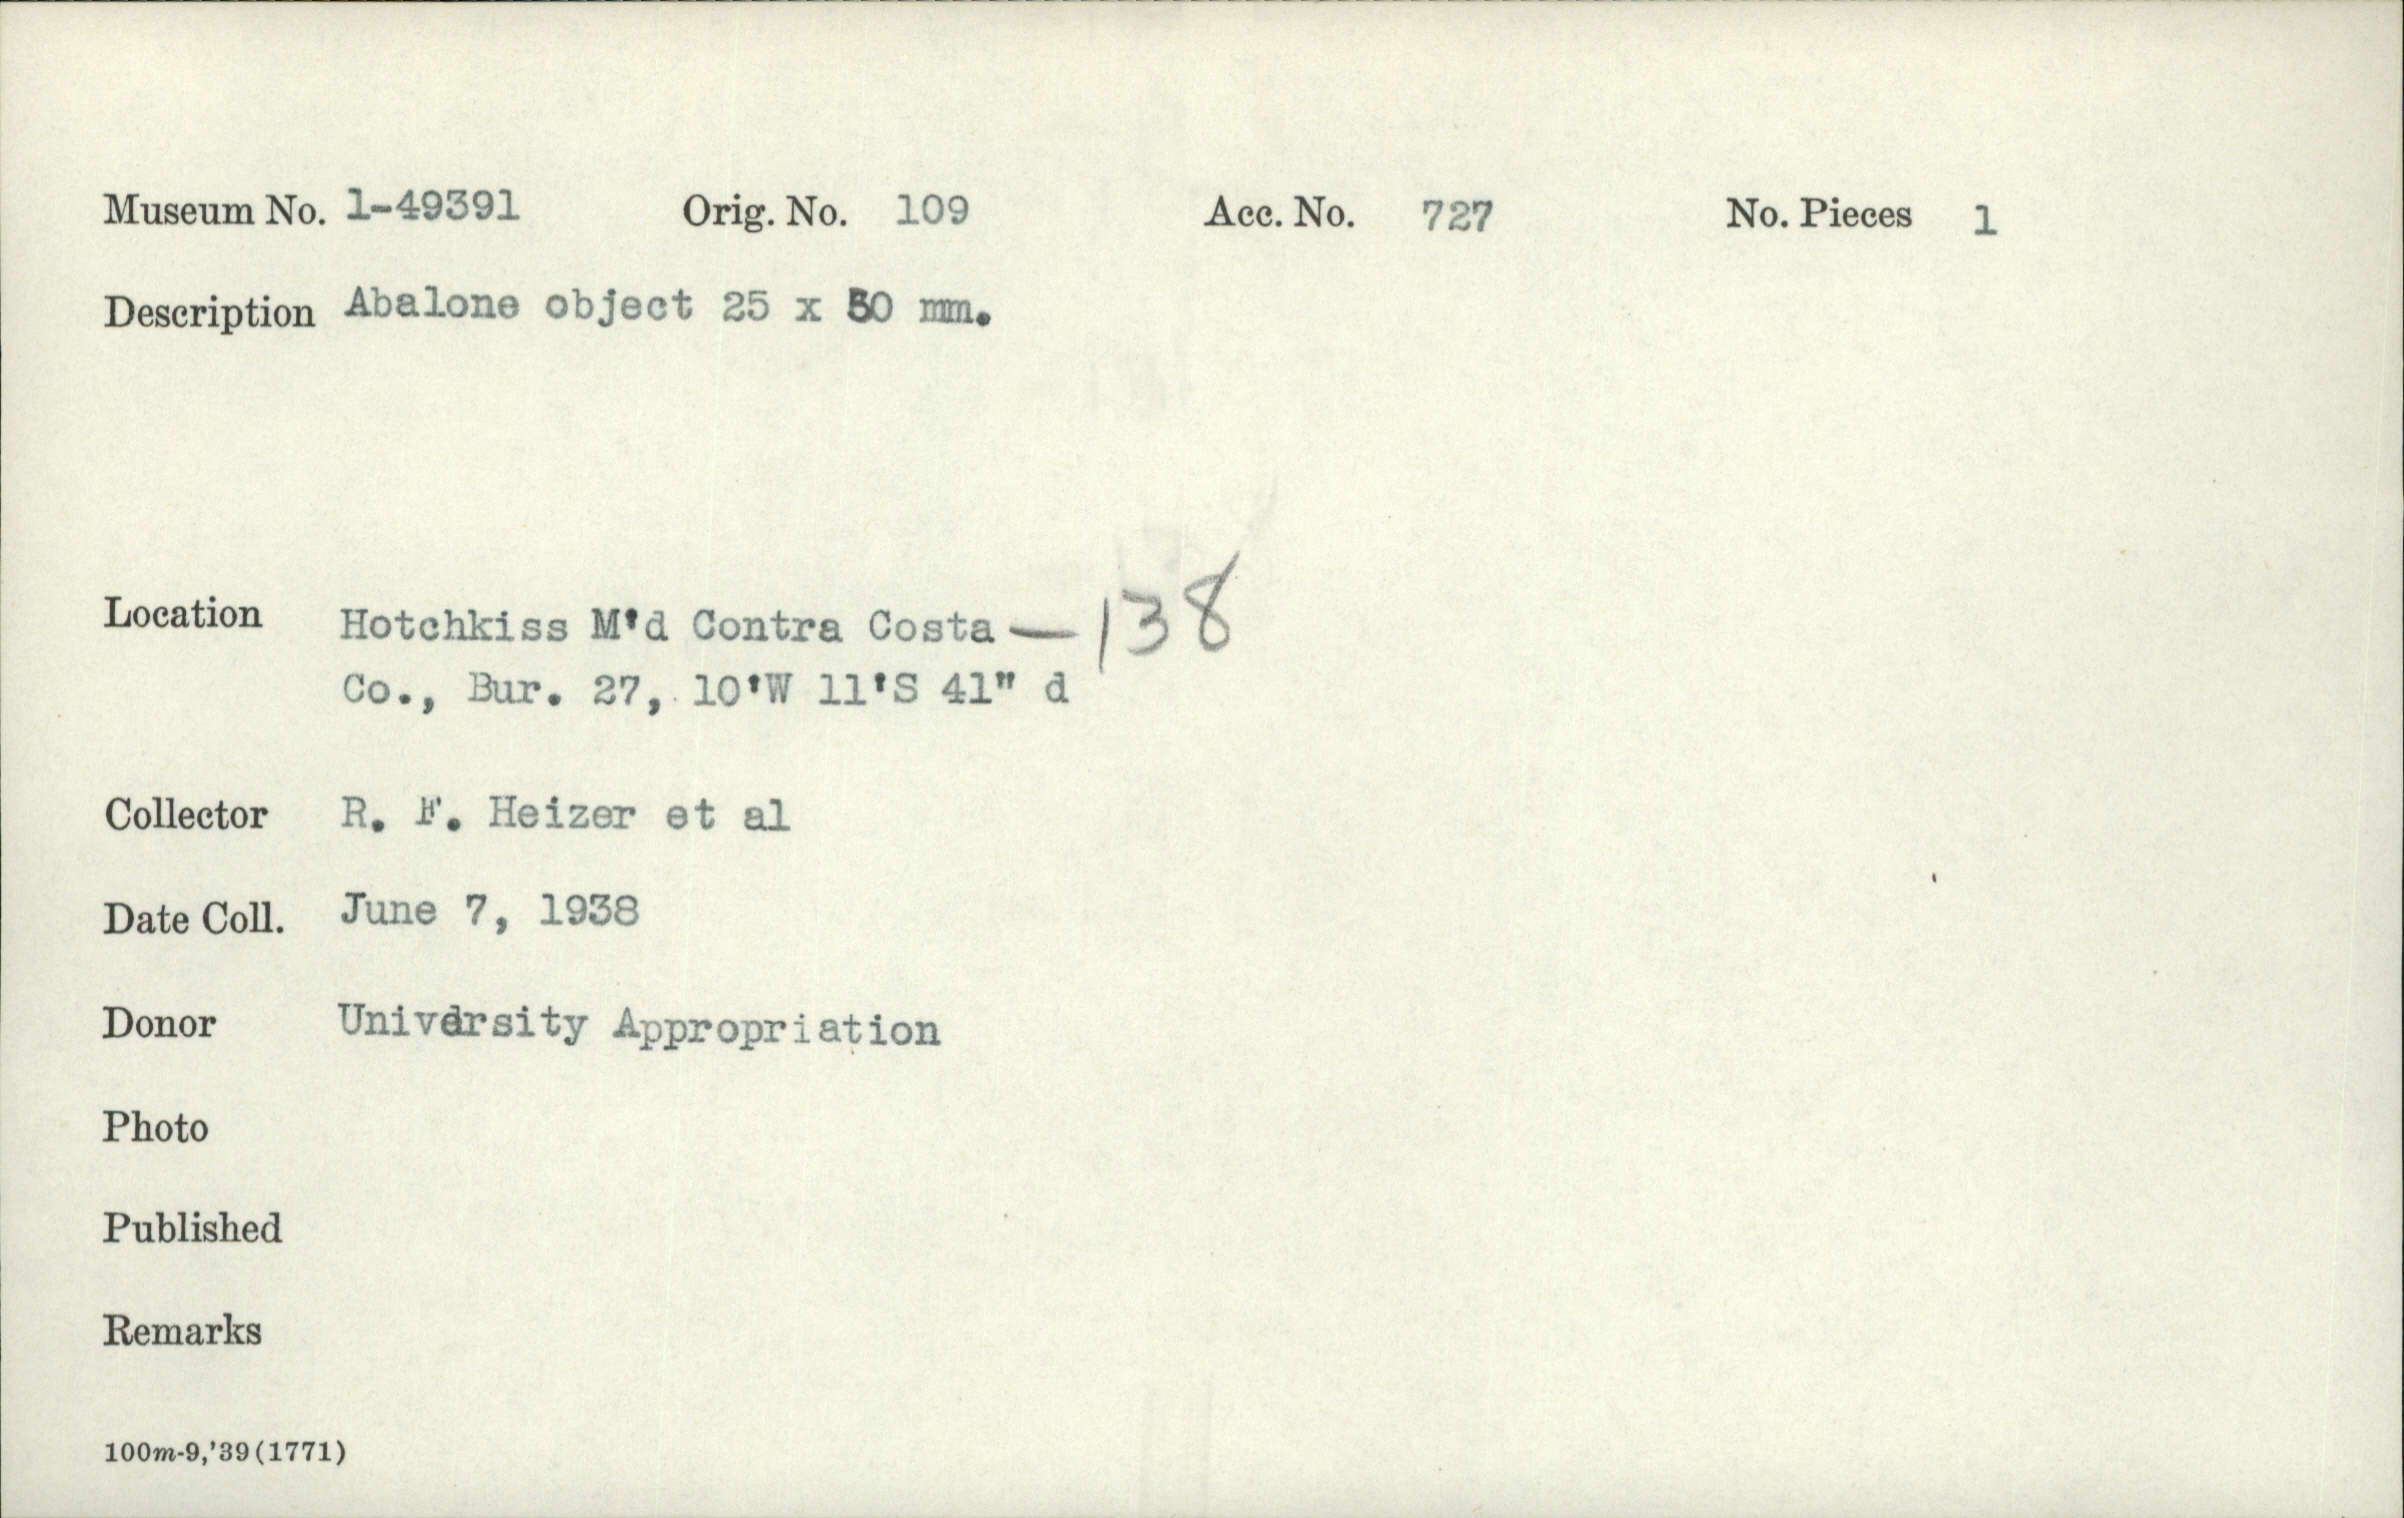 Museum No. 1-49391 Orig. No. 109 Acc. No. 727 No. Pieces 1
Description Abalone object 25 x 50 mm.
Location Hotchkiss M'd Contra Costa — 138
Co., Bur. 27, 10'W 11'S 41" d
Collector R. F. Heizer et al
Date Coll. June 7, 1938
Donor University Appropriation
Photo
Published
Remarks
100m-9,'39(1771)